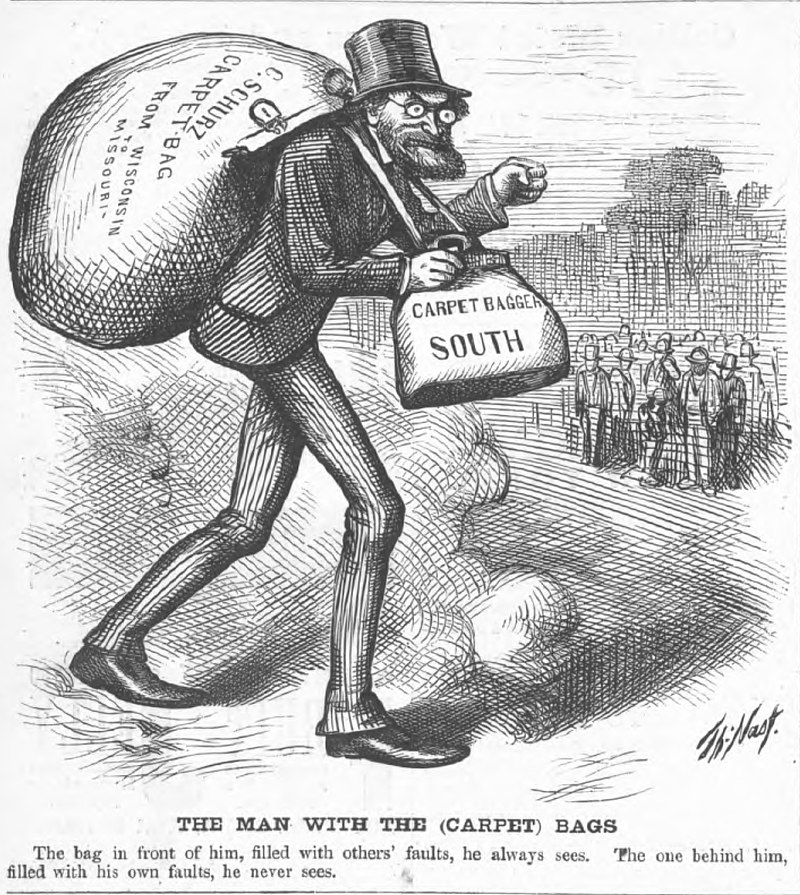 C. SCHURZ
CARPET-BAG
FROM WISCONSIN
TO
MISSOURI-
CARPET BAGGER
SOUTH
Th: Nast.
THE MAN WITH THE (CARPET) BAGS
The bag in front of him, filled with others' faults, he always sees. The one behind him,
filled with his own faults, he never sees.